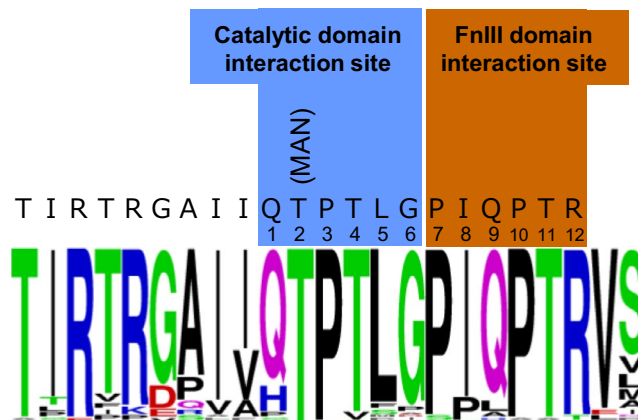 Catalytic domain interaction site
FnIII domain interaction site
(MAN)
T I R T R G A I I Q T P T L G P I Q P T R
1 2 3 4 5 6 7 8 9 10 11 12
T I R T R G A I I Q T P T L G P I Q P T R V S